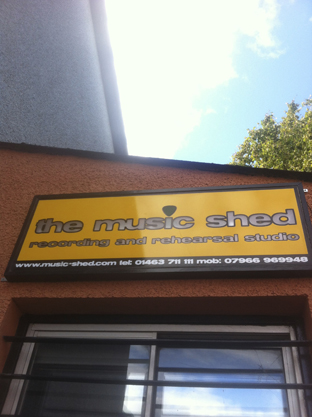 the music shed
recording and rehearsal studio
www.music-shed.com tel: 01463 711 111 mob: 07966 969948